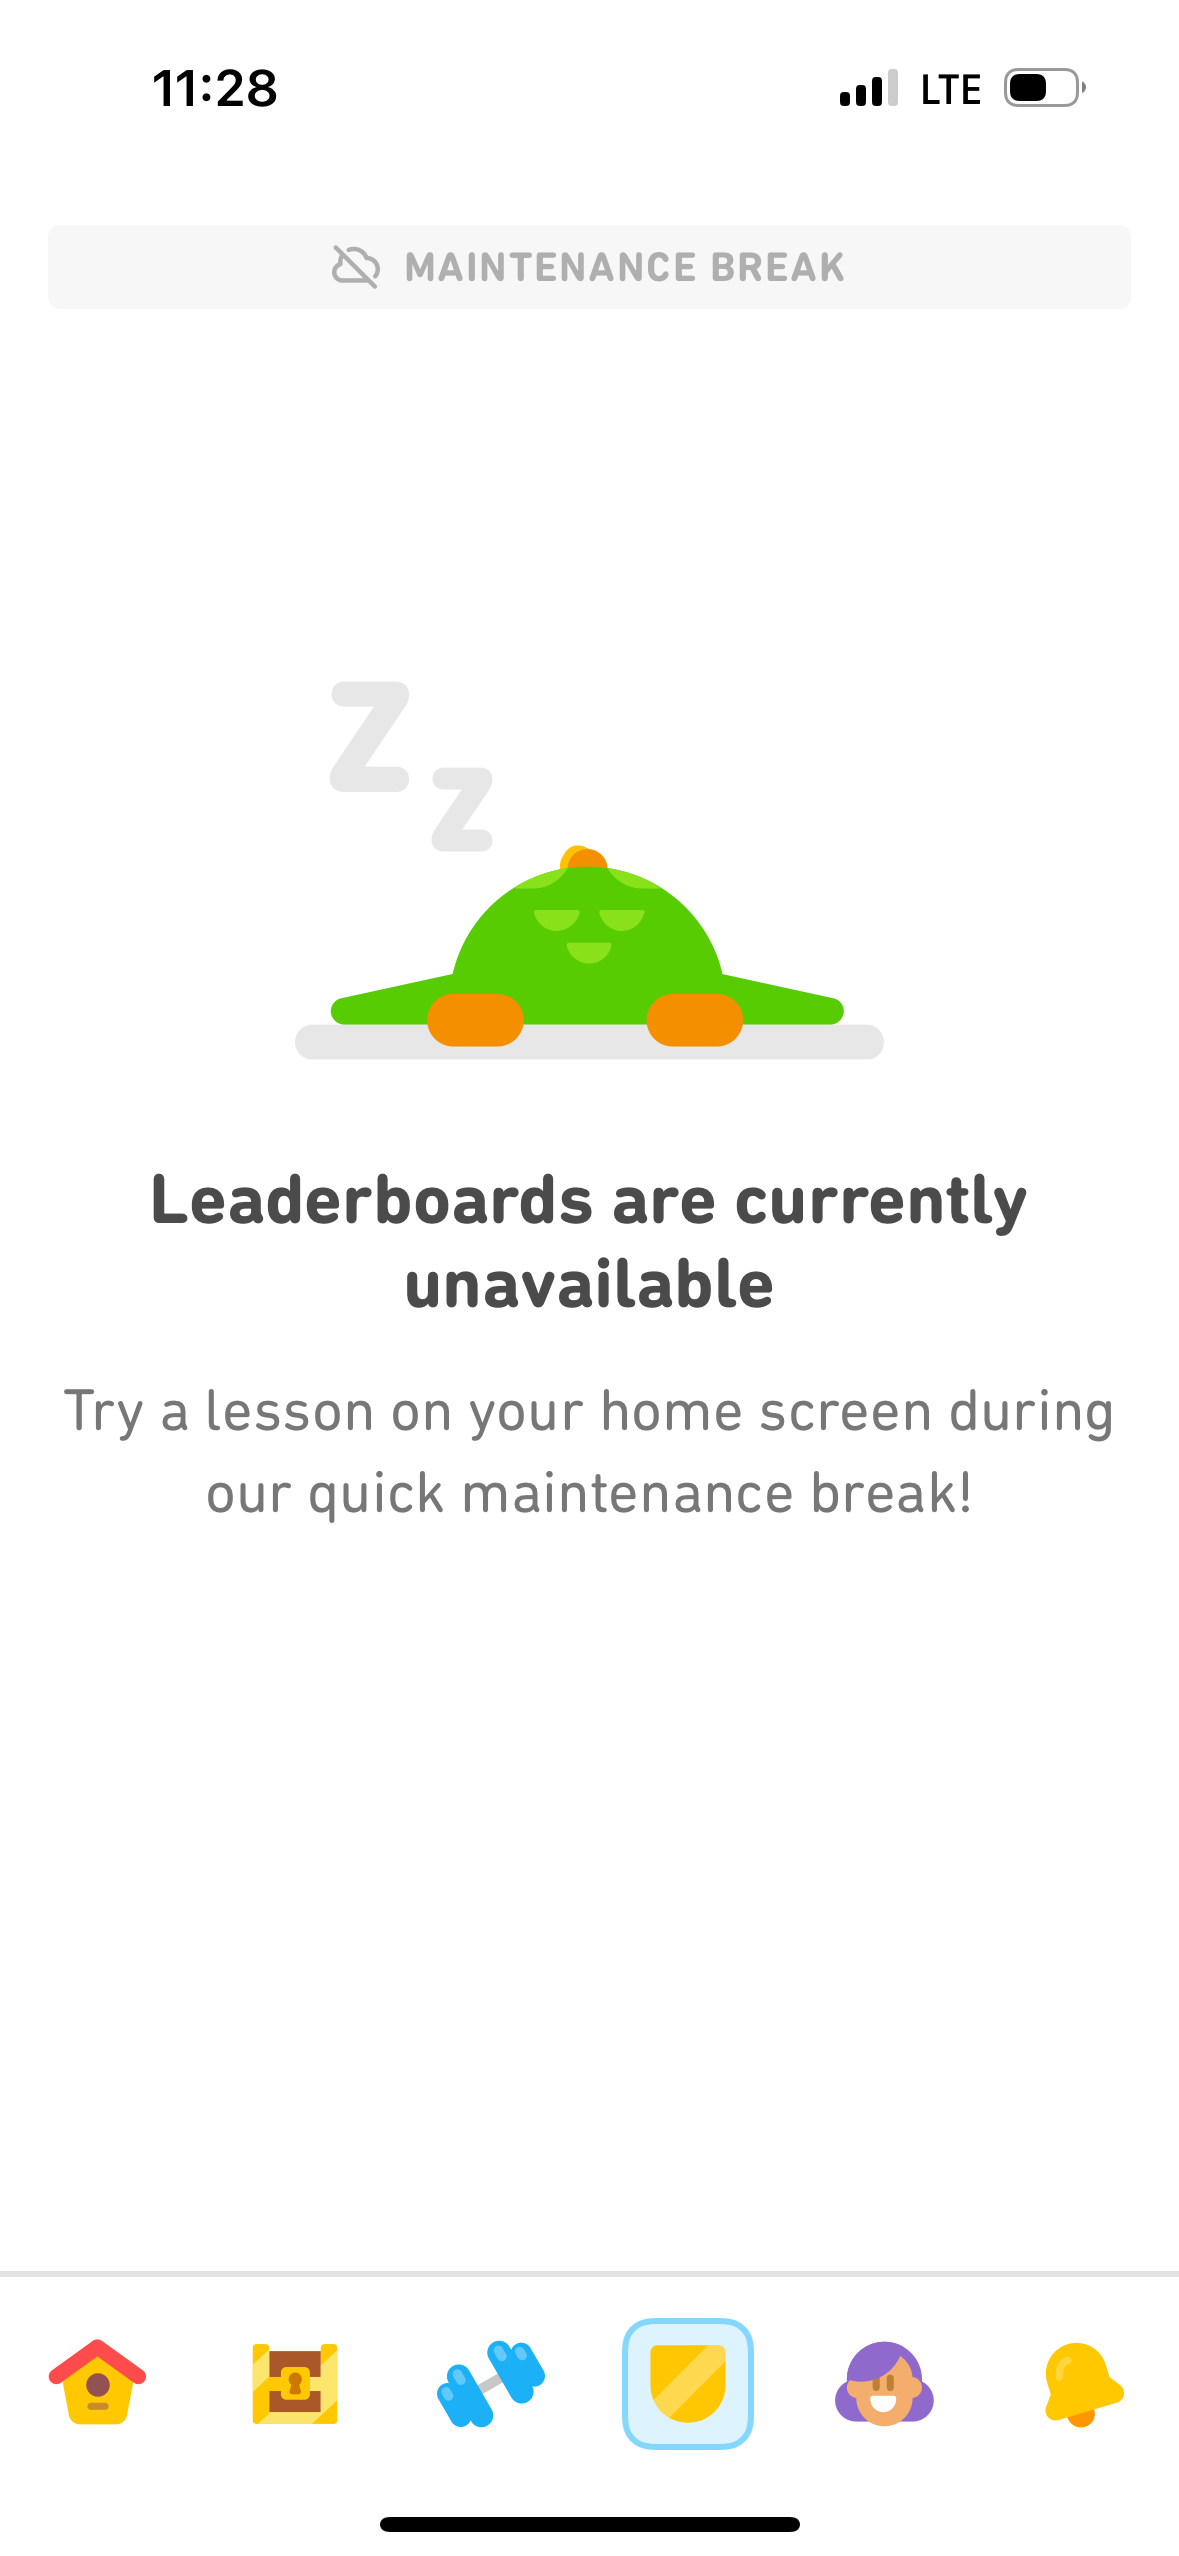 11:28 LTE
MAINTENANCE BREAK
Z
Z
Leaderboards are currently
unavailable
Try a lesson on your home screen during
our quick maintenance break!